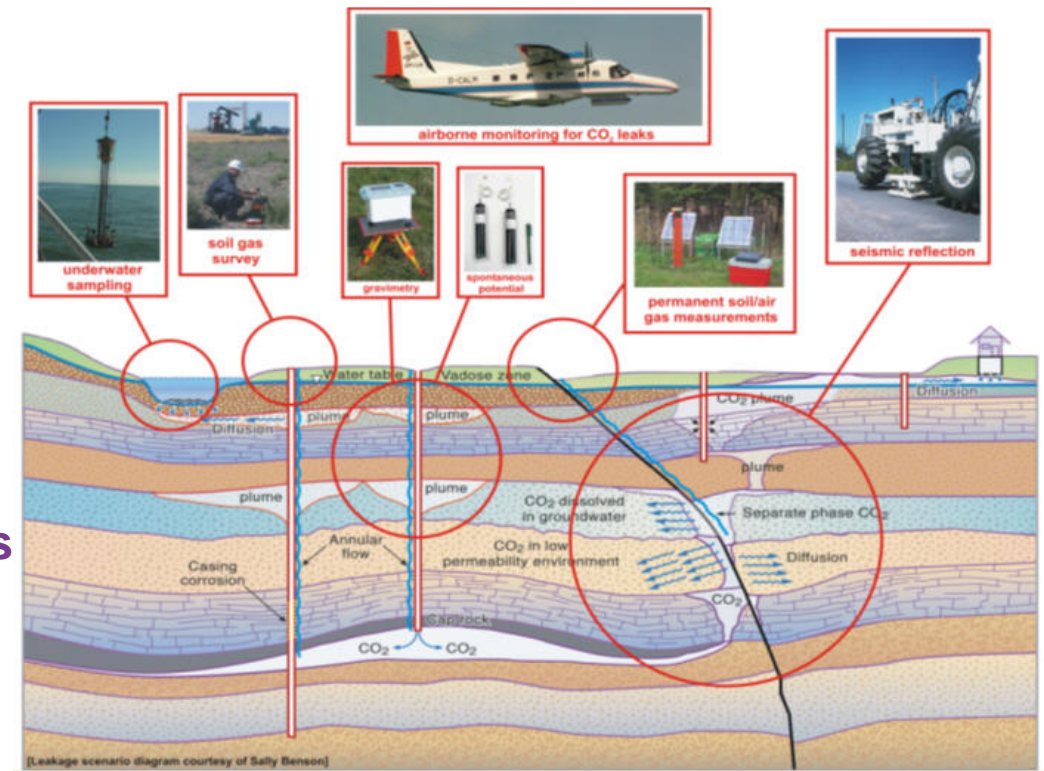 airborne monitoring for CO₂ leaks
underwater
sampling
soil gas
survey
gravimetry
spontaneous
potential
permanent soil/air
gas measurements
seismic reflection
Water table
Vadose zone
plume
plume
Diffusion
CO₂ plume
Diffusion
plume
plume
plume
CO₂ dissolved
in groundwater
Separate phase CO₂
CO₂ in low
permeability environment
Diffusion
Annular
flow
Casing
corrosion
CO₂
Cap rock
CO₂
CO₂
s
[Leakage scenario diagram courtesy of Sally Benson]